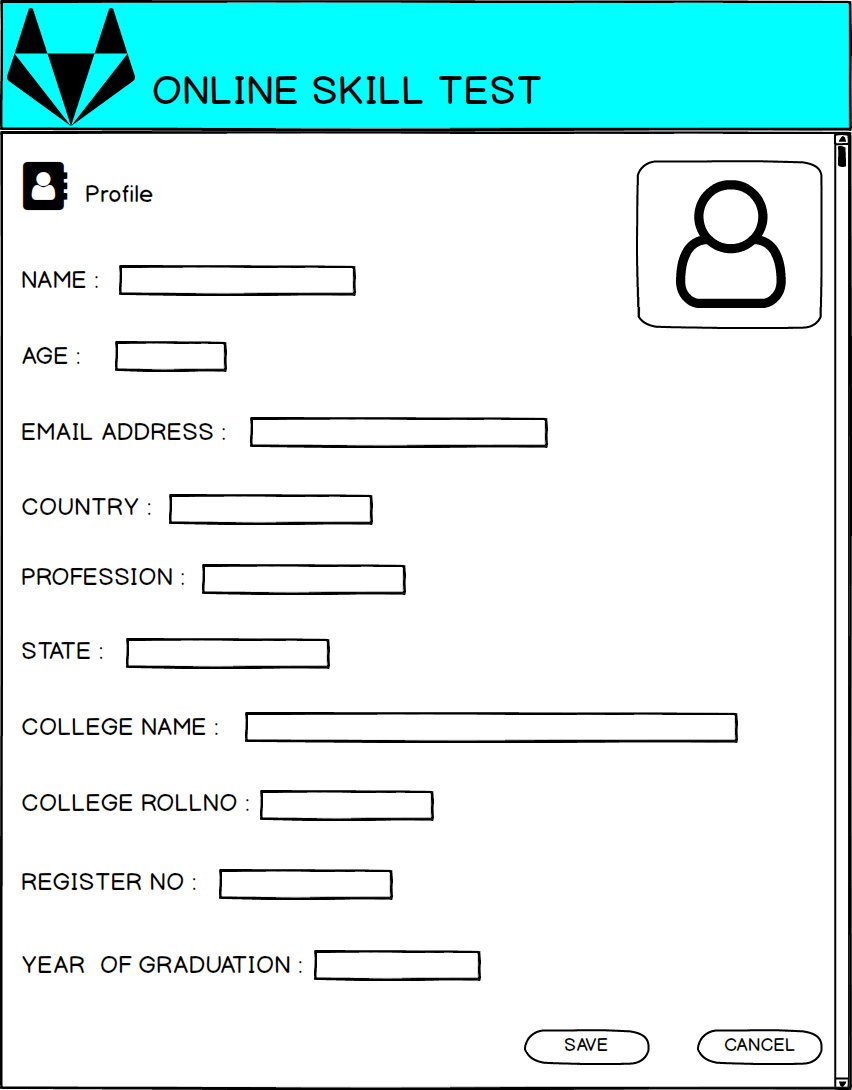 ONLINE SKILL TEST
Profile
NAME :
AGE :
EMAIL ADDRESS :
COUNTRY :
PROFESSION :
STATE :
COLLEGE NAME :
COLLEGE ROLLNO :
REGISTER NO :
YEAR  OF GRADUATION :
SAVE CANCEL